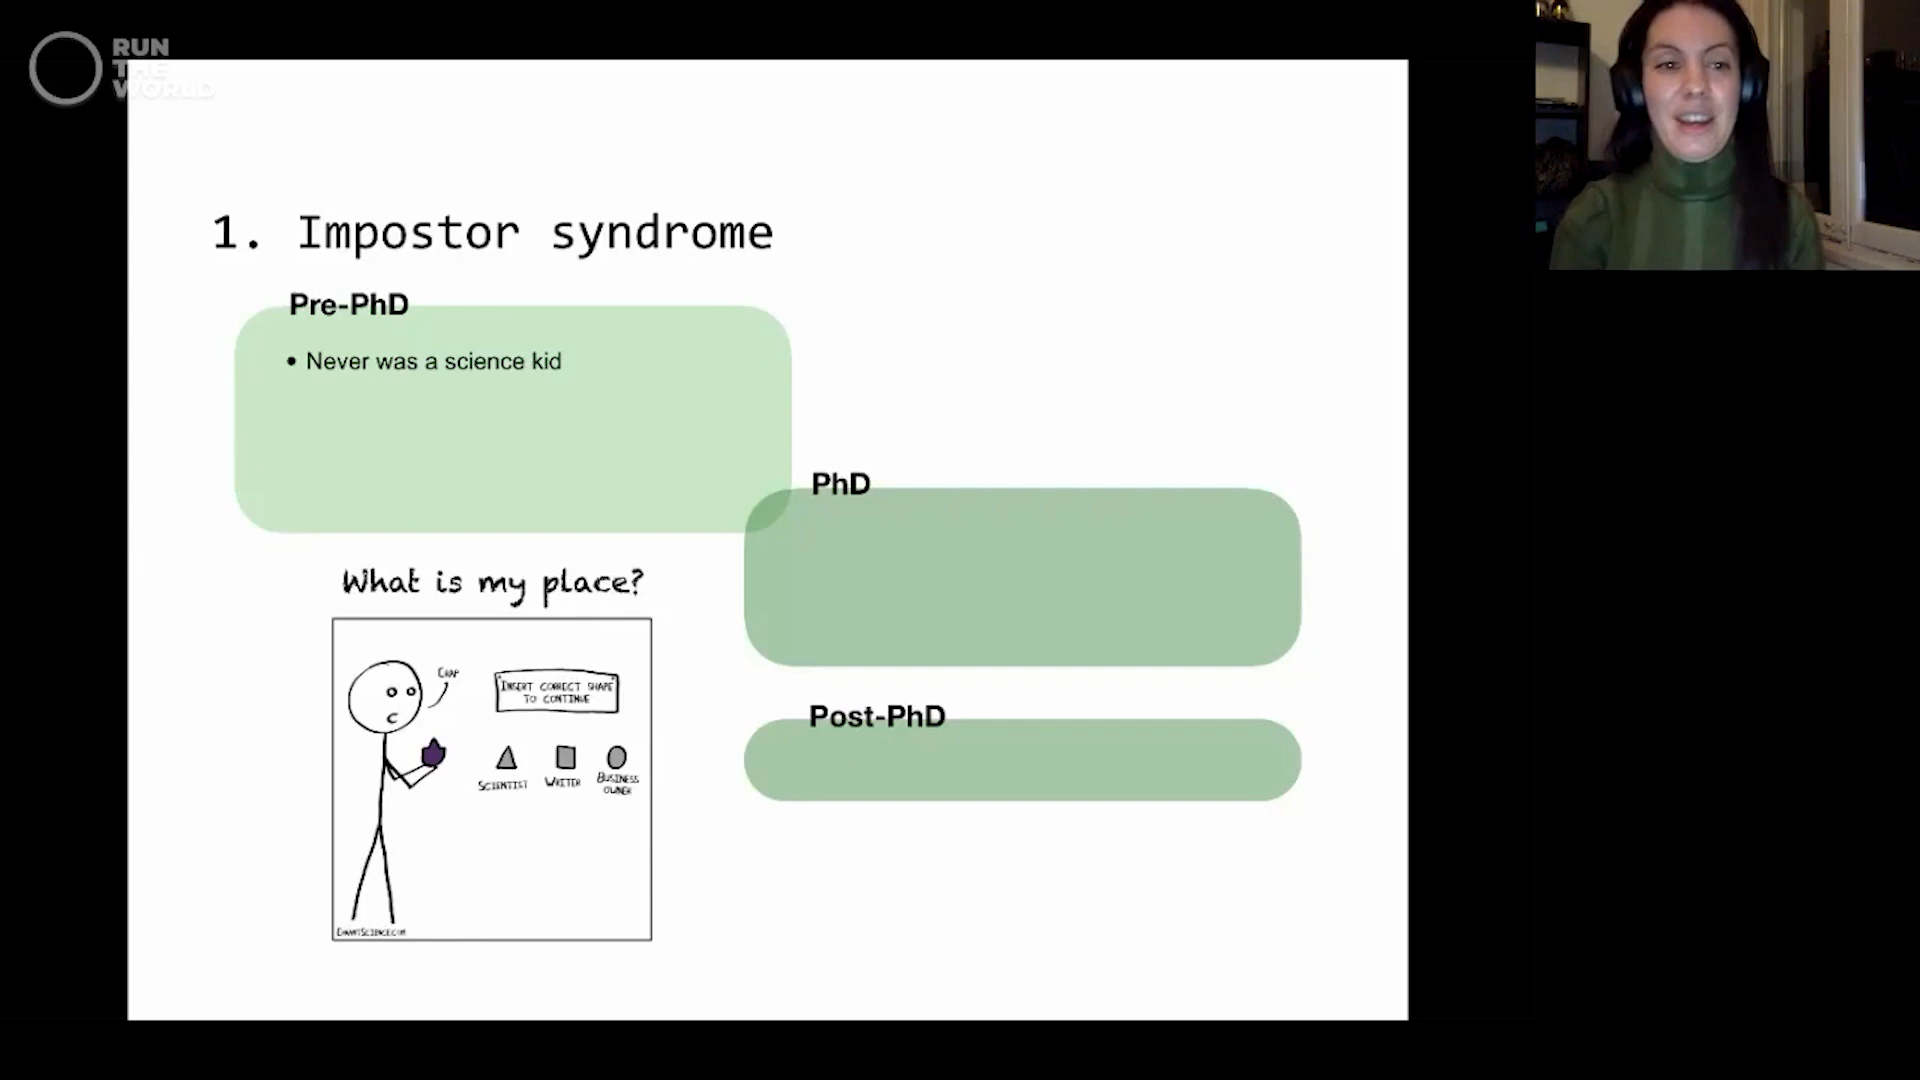 RUN
THE
WORLD
1. Impostor syndrome
Pre-PhD
• Never was a science kid
PhD
What is my place?
CRAP
INSERT CORRECT SHAPE
TO CONTINUE
SCIENTIST
WRITER
BUSINESS
OWNER
Post-PhD